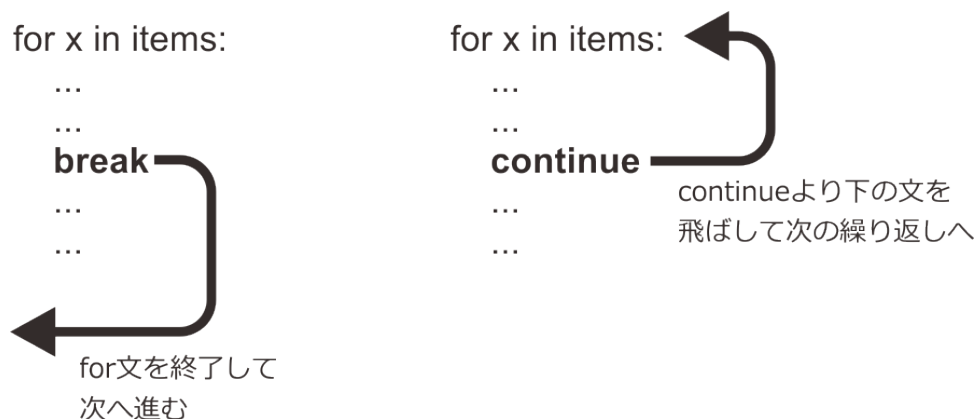 for x in items:
...
...
break
...
...
for文を終了して
次へ進む
for x in items:
...
...
continue
...
...
continueより下の文を
飛ばして次の繰り返しへ